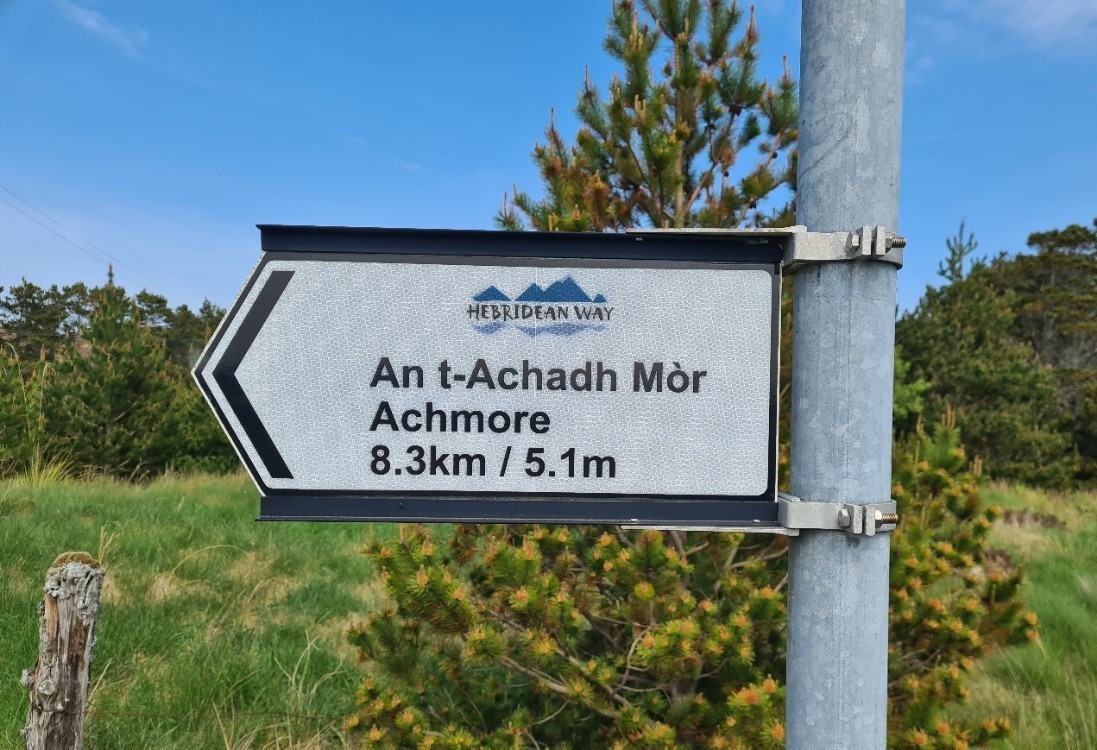 HEBRIDEAN WAY
An t-Achadh Mòr
Achmore
8.3km / 5.1m